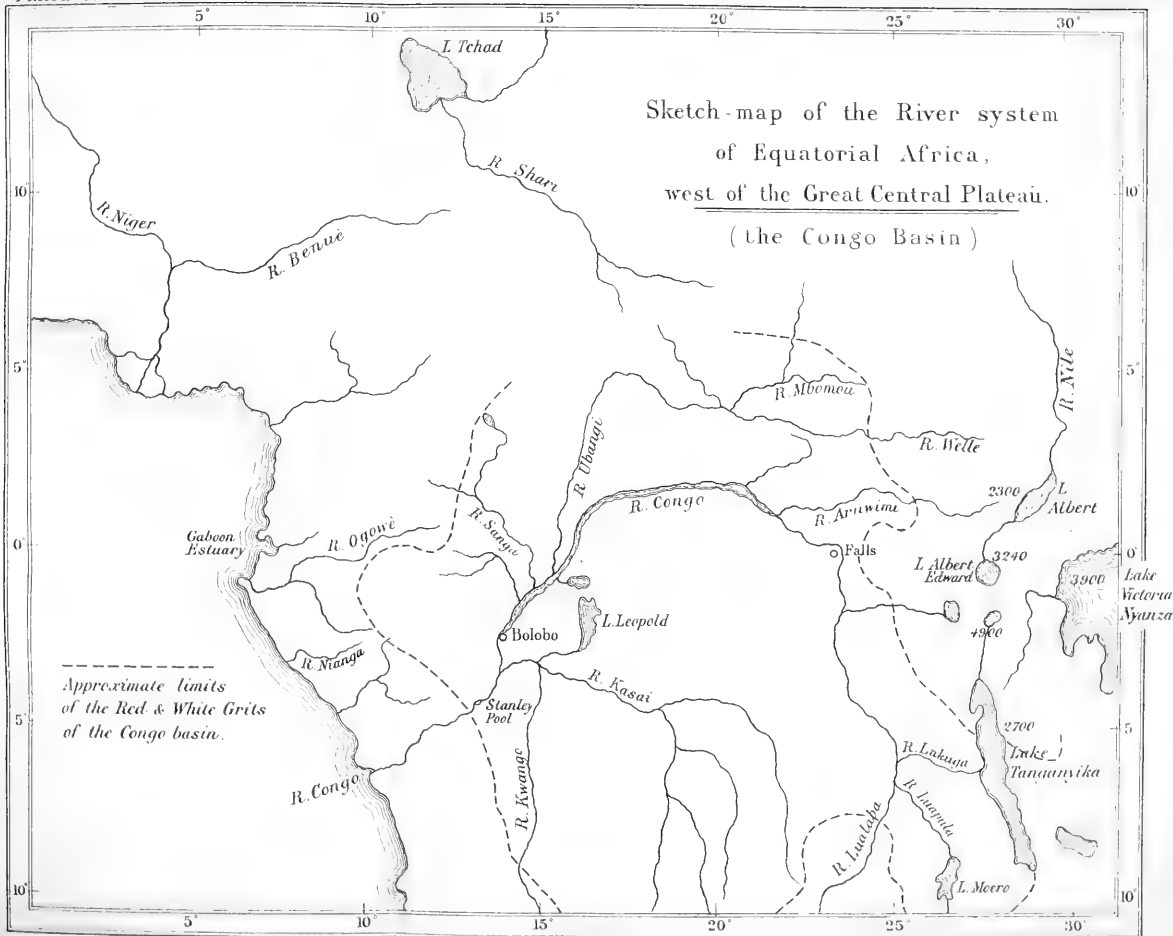 5° 10° 15° 20° 25° 30°
L Tchad
Sketch-map of the River system
of Equatorial Africa,
west of the Great Central Plateau.
(the Congo Basin)
R. Shari
10°
10°
R. Niger
R. Benuè
5°
5°
R. Nile
R. Mbomou
R. Welle
R. Ubangi
R. Congo
R. Aruwimi
2300
L
Albert
R. Sanga
R. Ogowè
Gaboon
Estuary
0°
0°
Falls
3240
L Albert
Edward
3900
Lake
Victoria
Nyanza
4900
L. Leopold
Bolobo
R Nianga
Approximate limits
of the Red & White Grits
of the Congo basin.
R. Kasai
Stanley
Pool
5°
5°
2700
Lake
Tanganyika
R. Lukuga
R. Luapula
R. Kwango
R. Congo
R. Lualaba
10°
10°
L. Moero
5° 10° 15° 20° 25° 30°